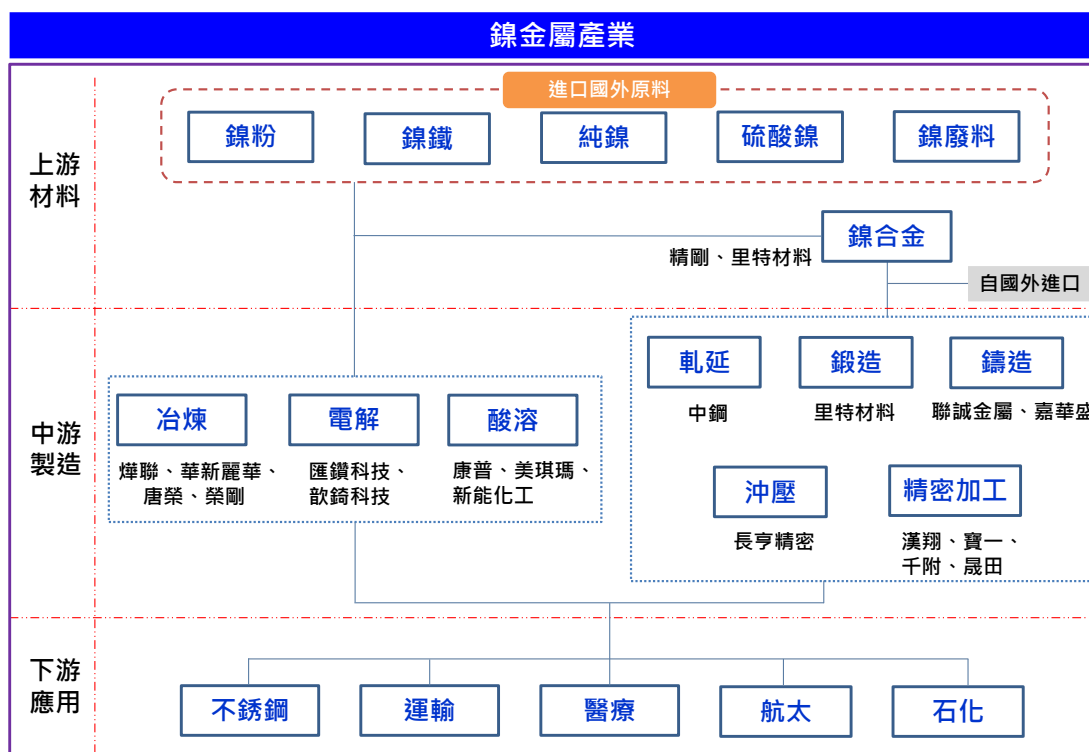 鎳金屬產業
進口國外原料
鎳粉
鎳鐵
純鎳
硫酸鎳
鎳廢料
上游
材料
鎳合金
精剛、里特材料
自國外進口
軋延
鍛造
鑄造
中鋼
里特材料
聯誠金屬、嘉華盛
中游
製造
冶煉
電解
酸溶
燁聯、華新麗華、
唐榮、榮剛
匯鑽科技、
歆錡科技
康普、美琪瑪、
新能化工
沖壓
精密加工
長亨精密
漢翔、寶一、
千附、晟田
下游
應用
不銹鋼
運輸
醫療
航太
石化